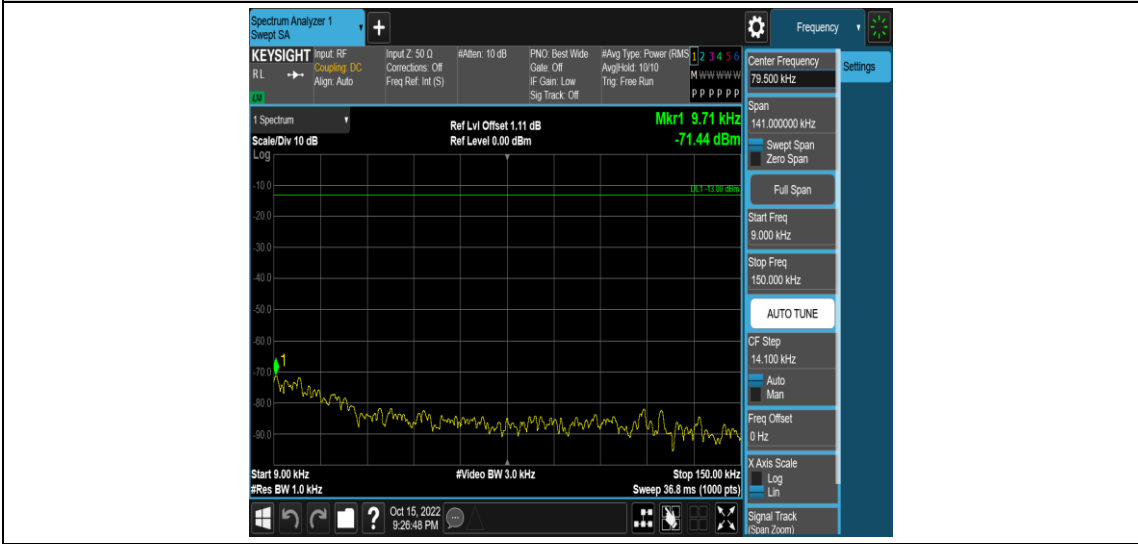 Spectrum Analyzer 1
Swept SA
+
Frequency
KEYSIGHT
RL
Input: RF
Coupling: DC
Align: Auto
Input Z: 50 Ω
Corrections: Off
Freq Ref: Int (S)
#Atten: 10 dB
PNO: Best Wide
Gate: Off
IF Gain: Low
Sig Track: Off
#Avg Type: Power (RMS
Avg|Hold: 10/10
Trig: Free Run
1 2 3 4 5 6
M W W W W W
P P P P P P
1 Spectrum
Scale/Div 10 dB
Log
Ref Lvl Offset 1.11 dB
Ref Level 0.00 dBm
Mkr1 9.71 kHz
-71.44 dBm
DL1 -13.00 dBm
-10.0
-20.0
-30.0
-40.0
-50.0
-60.0
-70.0
-80.0
-90.0
1
Start 9.00 kHz
#Res BW 1.0 kHz
#Video BW 3.0 kHz
Stop 150.00 kHz
Sweep 36.8 ms (1000 pts)
?
Oct 15, 2022
9:26:48 PM
Center Frequency
79.500 kHz
Settings
Span
141.000000 kHz
Swept Span
Zero Span
Full Span
Start Freq
9.000 kHz
Stop Freq
150.000 kHz
AUTO TUNE
CF Step
14.100 kHz
Auto
Man
Freq Offset
0 Hz
X Axis Scale
Log
Lin
Signal Track
(Span Zoom)